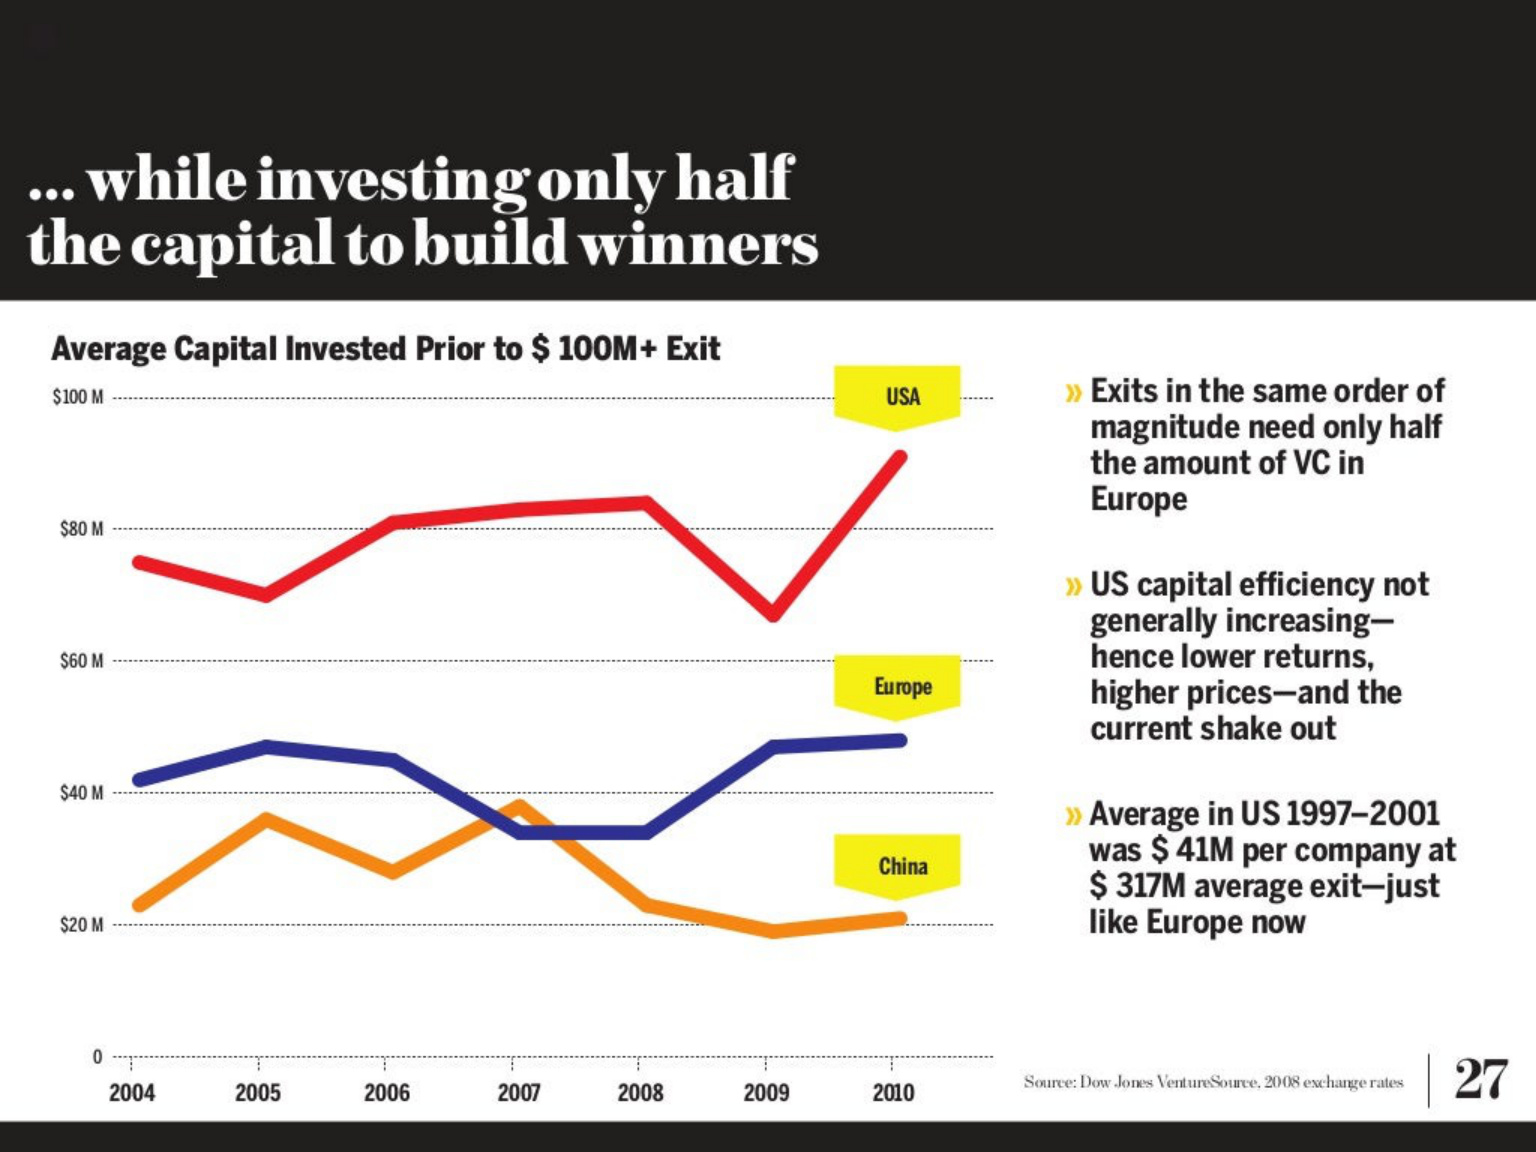 ... while investing only half
the capital to build winners
Average Capital Invested Prior to $ 100M+ Exit
$100 M
$80 M
$60 M
$40 M
$20 M
0
USA
Europe
China
2004 2005 2006 2007 2008 2009 2010
» Exits in the same order of
magnitude need only half
the amount of VC in
Europe
» US capital efficiency not
generally increasing—
hence lower returns,
higher prices—and the
current shake out
» Average in US 1997–2001
was $ 41M per company at
$ 317M average exit—just
like Europe now
Source: Dow Jones VentureSource, 2008 exchange rates
27